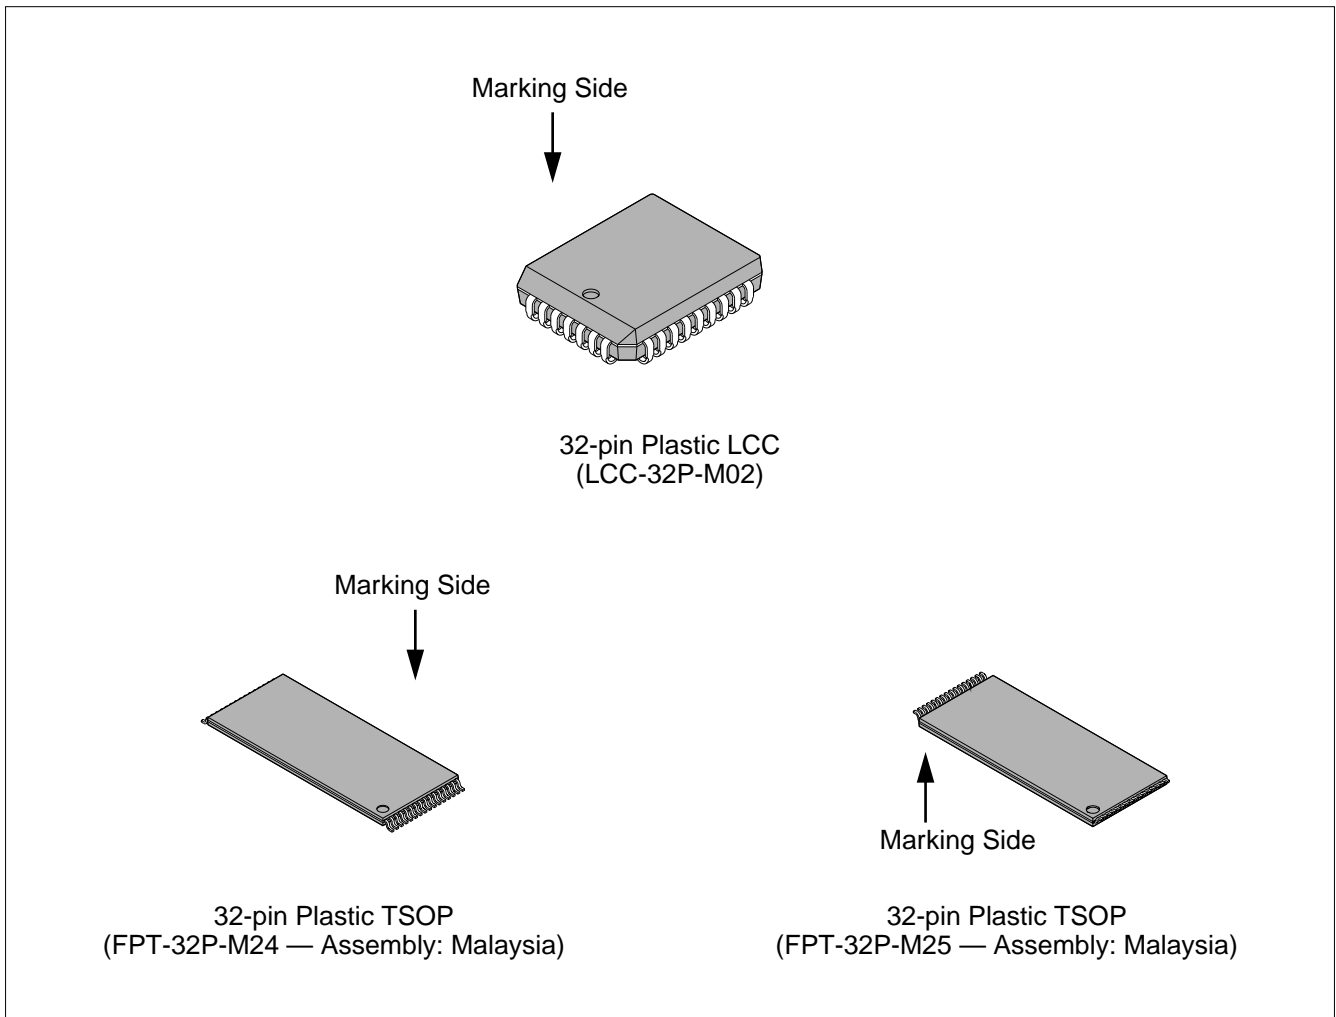 Marking Side
32-pin Plastic LCC
(LCC-32P-M02)
Marking Side
32-pin Plastic TSOP
(FPT-32P-M24 — Assembly: Malaysia)
Marking Side
32-pin Plastic TSOP
(FPT-32P-M25 — Assembly: Malaysia)